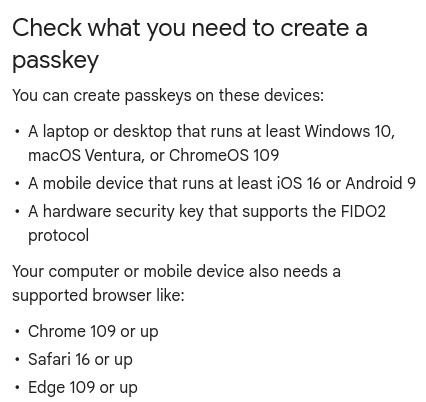 Check what you need to create a
passkey
You can create passkeys on these devices:
• A laptop or desktop that runs at least Windows 10,
macOS Ventura, or ChromeOS 109
• A mobile device that runs at least iOS 16 or Android 9
• A hardware security key that supports the FIDO2
protocol
Your computer or mobile device also needs a
supported browser like:
• Chrome 109 or up
• Safari 16 or up
• Edge 109 or up